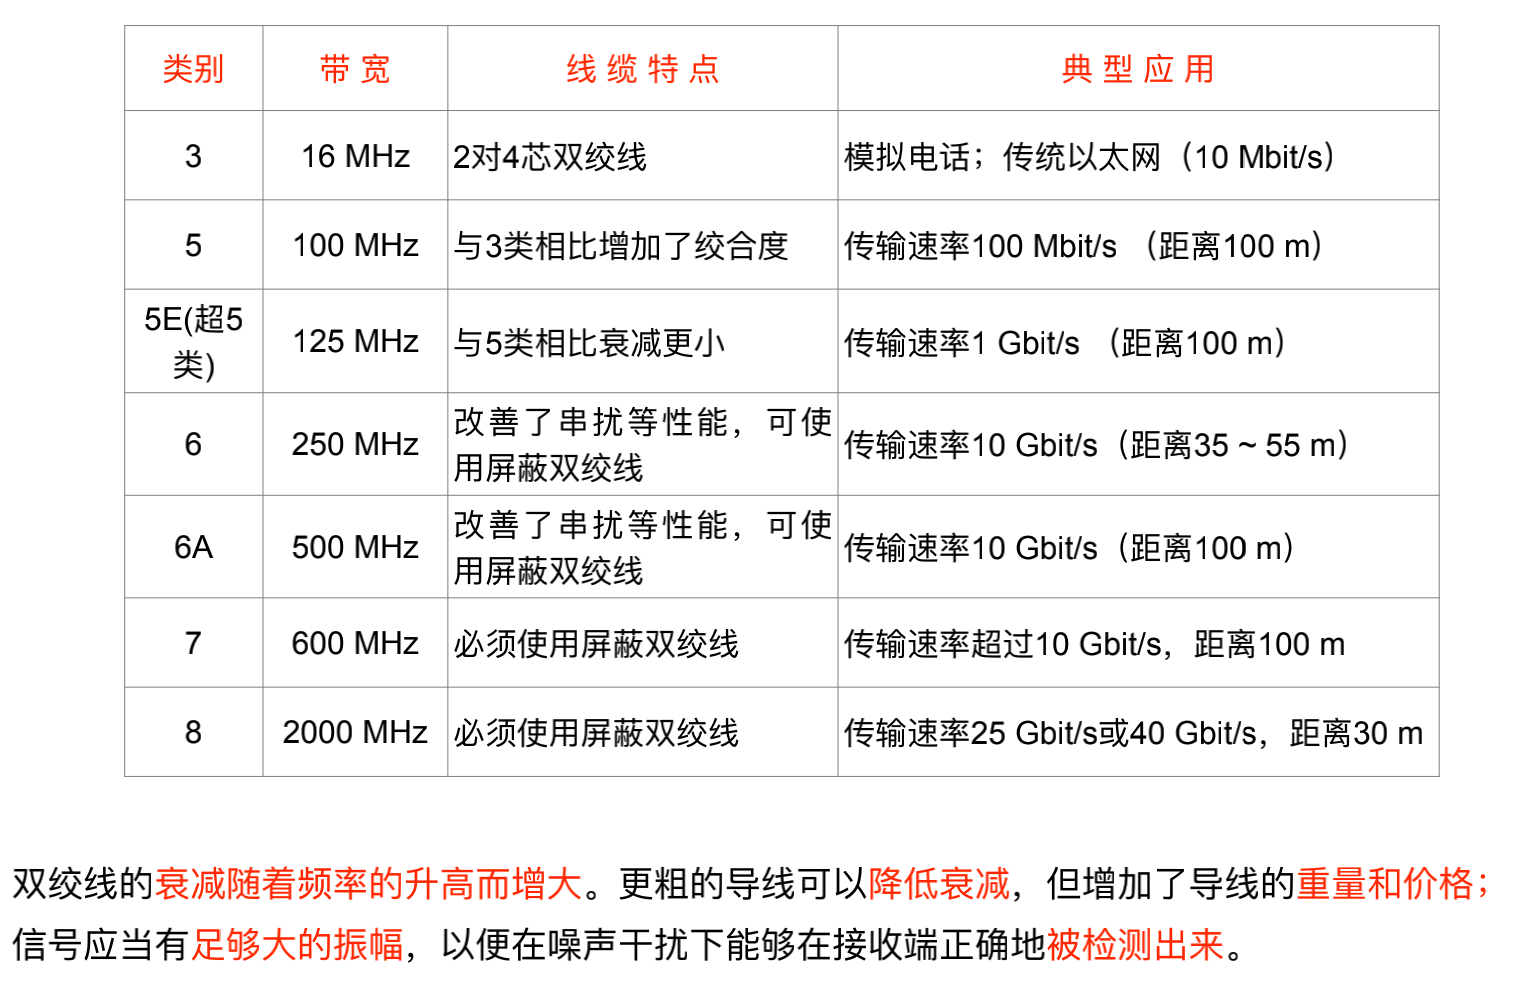 类别 带宽 线缆特点 典型应用
3 16 MHz 2对4芯双绞线 模拟电话；传统以太网（10 Mbit/s）
5 100 MHz 与3类相比增加了绞合度 传输速率100 Mbit/s （距离100 m）
5E(超5
类) 125 MHz 与5类相比衰减更小 传输速率1 Gbit/s （距离100 m）
6 250 MHz 改善了串扰等性能，可使
用屏蔽双绞线 传输速率10 Gbit/s（距离35 ~ 55 m）
6A 500 MHz 改善了串扰等性能，可使
用屏蔽双绞线 传输速率10 Gbit/s（距离100 m）
7 600 MHz 必须使用屏蔽双绞线 传输速率超过10 Gbit/s，距离100 m
8 2000 MHz 必须使用屏蔽双绞线 传输速率25 Gbit/s或40 Gbit/s，距离30 m
双绞线的衰减随着频率的升高而增大。更粗的导线可以降低衰减，但增加了导线的重量和价格；
信号应当有足够大的振幅，以便在噪声干扰下能够在接收端正确地被检测出来。